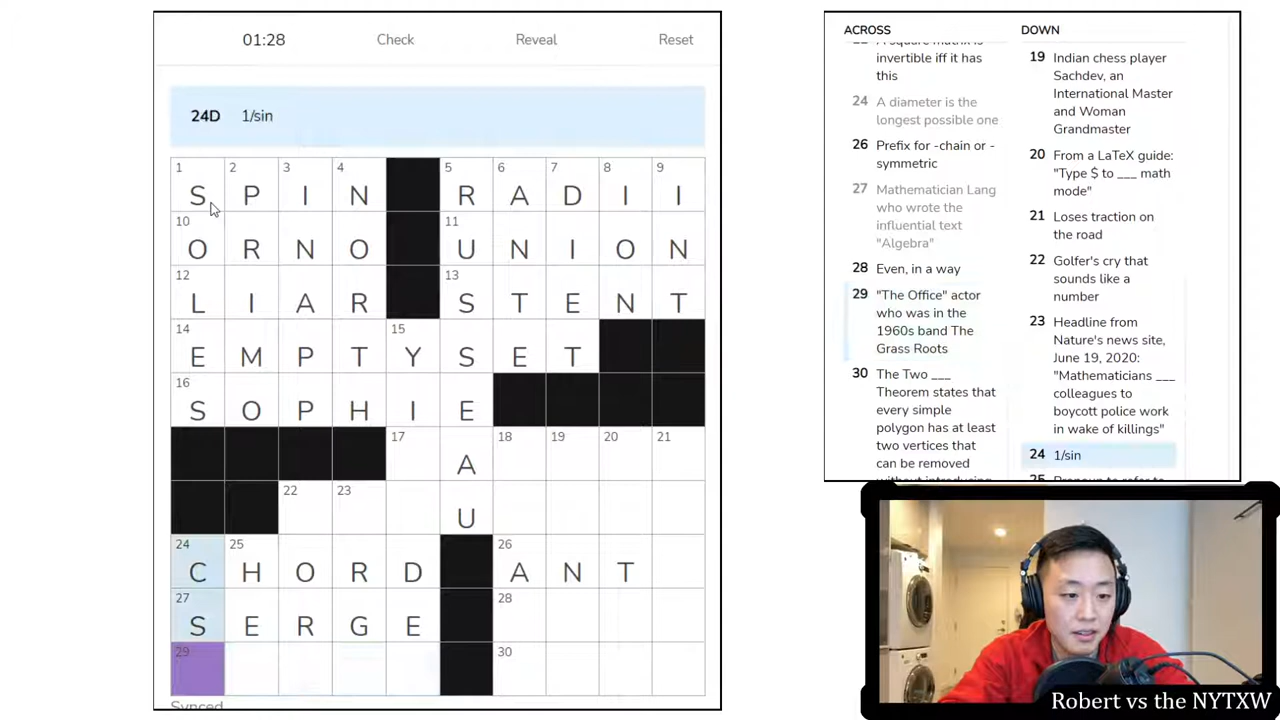 01:28 Check Reveal Reset
24D 1/sin
1 2 3 4 5 6 7 8 9
S P I N R A D I I
10 11
O R N O U N I O N
12 13
L I A R S T E N T
14 15
E M P T Y S E T
16
S O P H I E
17 18 19 20 21
A
22 23
U
24 25 26
C H O R D A N T
27 28
S E R G E
29 30
Synced
ACROSS
invertible iff it has
this
24 A diameter is the
longest possible one
26 Prefix for -chain or -
symmetric
27 Mathematician Lang
who wrote the
influential text
"Algebra"
28 Even, in a way
29 "The Office" actor
who was in the
1960s band The
Grass Roots
30 The Two ___
Theorem states that
every simple
polygon has at least
two vertices that
can be removed
without introducing
DOWN
19 Indian chess player
Sachdev, an
International Master
and Woman
Grandmaster
20 From a LaTeX guide:
"Type $ to ___ math
mode"
21 Loses traction on
the road
22 Golfer's cry that
sounds like a
number
23 Headline from
Nature's news site,
June 19, 2020:
"Mathematicians ___
colleagues to
boycott police work
in wake of killings"
24 1/sin
Robert vs the NYTXW